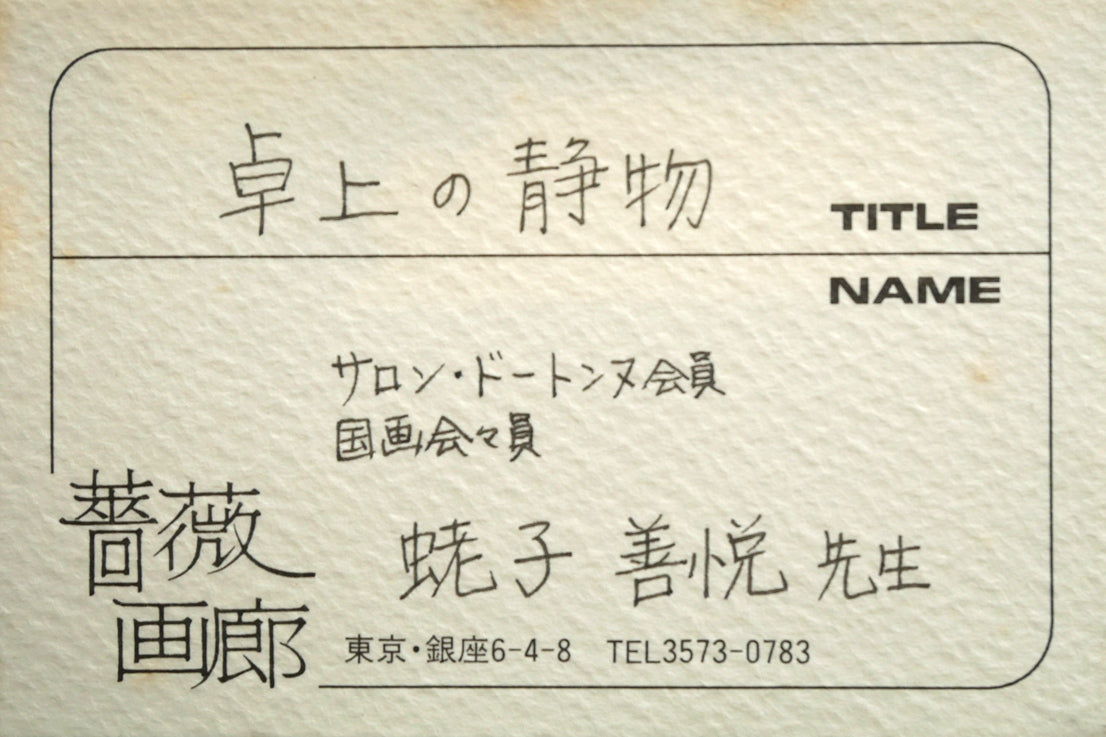 卓上の静物
TITLE
NAME
サロン・ドートンヌ会員
国画会々員
蛯子 善悦 先生
薔薇
画廊
東京・銀座6-4-8 TEL3573-0783